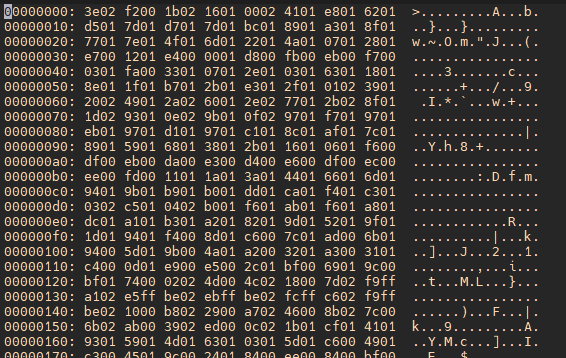 00000000: 3e02 f200 1b02 1601 0002 4101 e801 6201  >.........A...b.
00000010: d501 7d01 d701 7d01 bc01 8901 a301 8f01  ..}...}.........
00000020: 7701 7e01 4f01 6d01 2201 4a01 0701 2801  w.~.O.m.".J...(.
00000030: e700 1201 e400 0001 d800 fb00 eb00 f700  ................
00000040: 0301 fa00 3301 0701 2e01 0301 6301 1801  ....3.......c...
00000050: 8e01 1f01 b701 2b01 e301 2f01 0102 3901  ......+.../...9.
00000060: 2002 4901 2a02 6001 2e02 7701 2b02 8f01   .I.*.`...w.+...
00000070: 1d02 9301 0e02 9b01 0f02 9701 f701 9701  ................
00000080: eb01 9701 d101 9701 c101 8c01 af01 7c01  ..............|.
00000090: 8901 5901 6801 3801 2b01 1601 0601 f600  ..Y.h.8.+.......
000000a0: df00 eb00 da00 e300 d400 e600 df00 ec00  ................
000000b0: ee00 fd00 1101 1a01 3a01 4401 6601 6d01  ........:.D.f.m.
000000c0: 9401 9b01 b901 b001 dd01 ca01 f401 c301  ................
000000d0: 0302 c501 0402 b001 f601 ab01 f601 a801  ................
000000e0: dc01 a101 b301 a201 8201 9d01 5201 9f01  ............R...
000000f0: 1d01 9401 f400 8d01 c600 7c01 ad00 6b01  ..........|...k.
00000100: 9400 5d01 9b00 4a01 a200 3201 a300 3101  ..]...J...2...1.
00000110: c400 0d01 e900 e500 2c01 bf00 6901 9c00  ........,...i...
00000120: bf01 7400 0202 4d00 4c02 1800 7d02 f9ff  ..t...M.L...}...
00000130: a102 e5ff be02 ebff be02 fcff c602 f9ff  ................
00000140: be02 1000 b802 2900 a702 4600 8b02 7c00  ......)...F...|.
00000150: 6b02 ab00 3902 ed00 0c02 1b01 cf01 4101  k...9.........A.
00000160: 9301 5901 4d01 6301 0301 5d01 c600 4901  ..Y.M.c...]...I.
00000170: c300 4501 9c00 2401 8400 ee00 8400 bf00